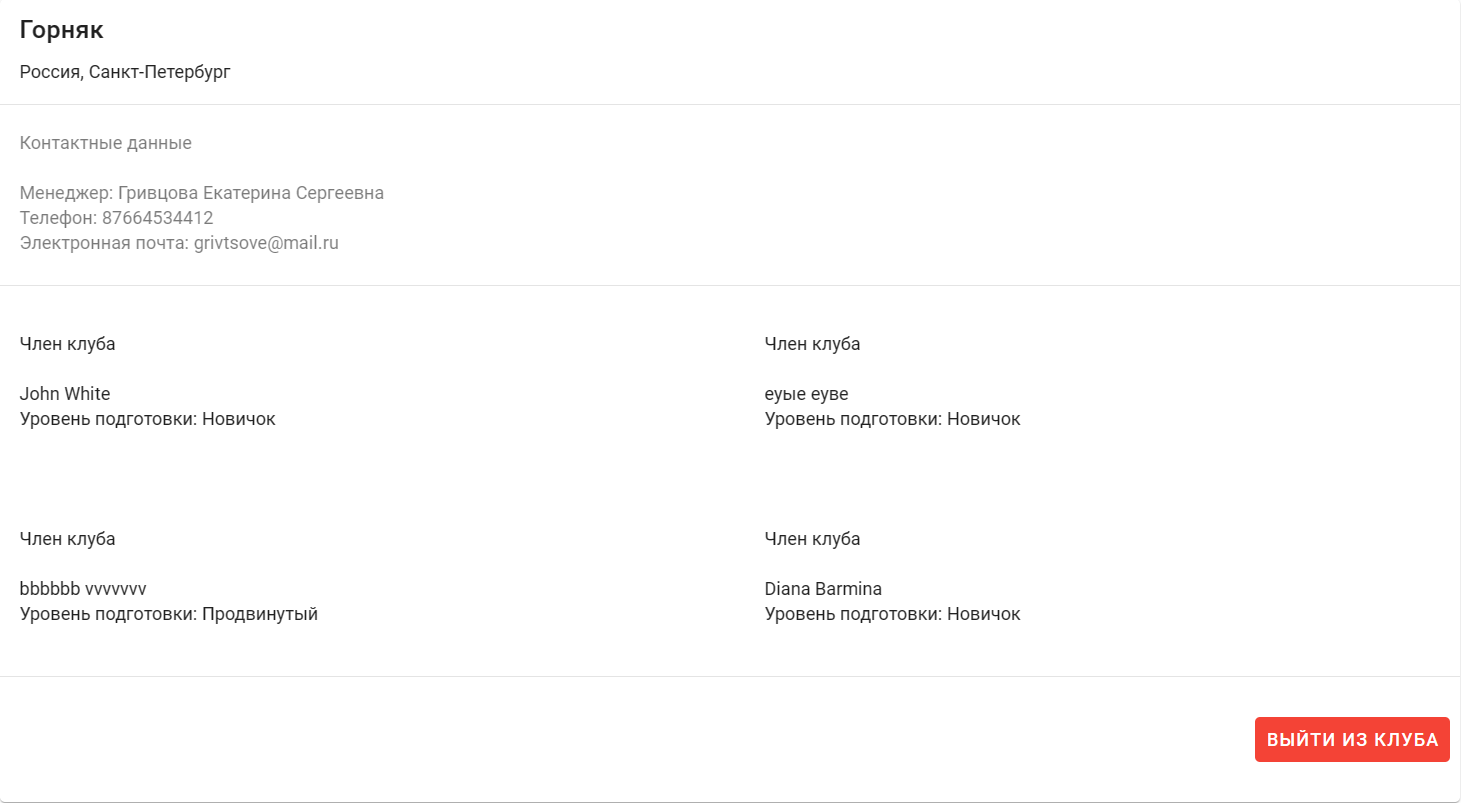 Горняк
Россия, Санкт-Петербург
Контактные данные
Менеджер: Гривцова Екатерина Сергеевна
Телефон: 87664534412
Электронная почта: grivtsove@mail.ru
Член клуба
John White
Уровень подготовки: Новичок
Член клуба
еуые еуве
Уровень подготовки: Новичок
Член клуба
bbbbbb vvvvvvv
Уровень подготовки: Продвинутый
Член клуба
Diana Barmina
Уровень подготовки: Новичок
ВЫЙТИ ИЗ КЛУБА